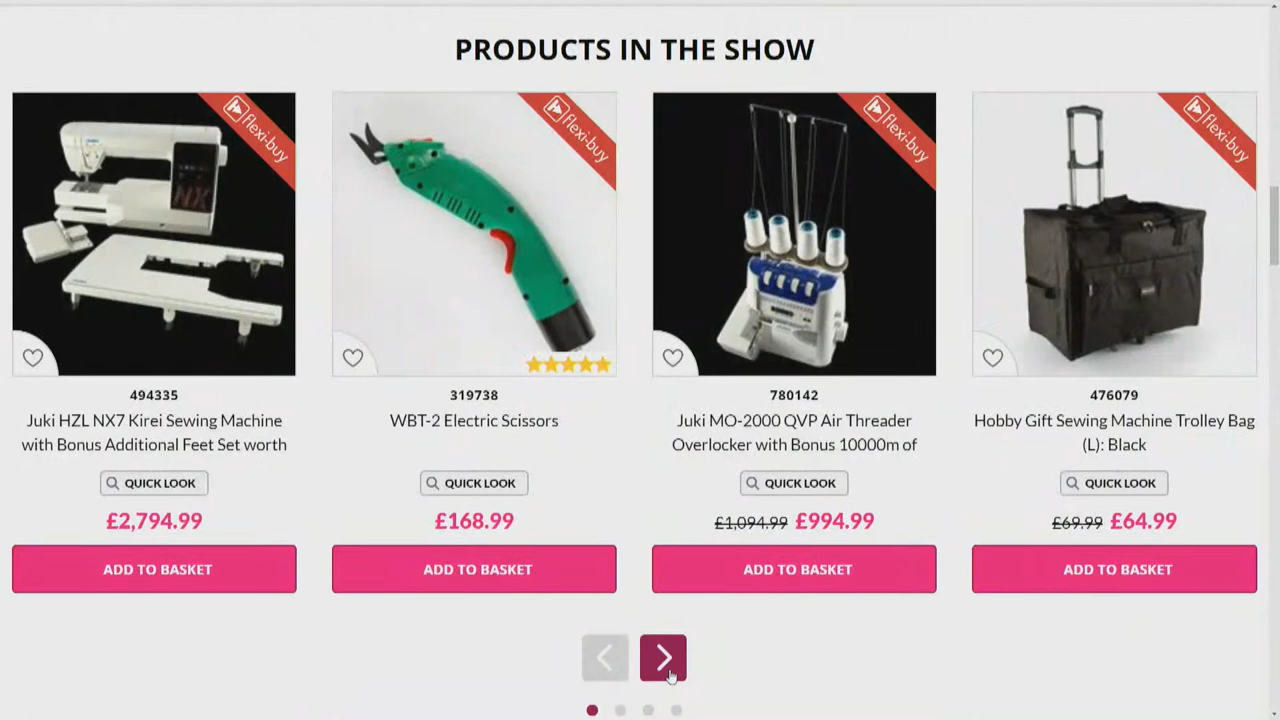 PRODUCTS IN THE SHOW
flexi-buy
flexi-buy
flexi-buy
flexi-buy
NX
494335
Juki HZL NX7 Kirei Sewing Machine
with Bonus Additional Feet Set worth
QUICK LOOK
£2,794.99
ADD TO BASKET
319738
WBT-2 Electric Scissors
QUICK LOOK
£168.99
ADD TO BASKET
780142
Juki MO-2000 QVP Air Threader
Overlocker with Bonus 10000m of
QUICK LOOK
£1,094.99 £994.99
ADD TO BASKET
476079
Hobby Gift Sewing Machine Trolley Bag
(L): Black
QUICK LOOK
£69.99 £64.99
ADD TO BASKET